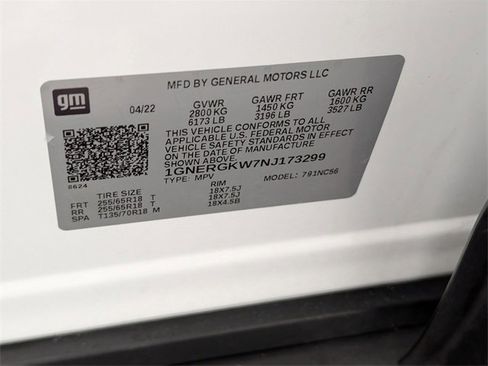 MFD BY GENERAL MOTORS LLC
gm
04/22
GVWR GAWR FRT GAWR RR
2800 KG 1450 KG 1600 KG
6173 LB 3196 LB 3527 LB
THIS VEHICLE CONFORMS TO ALL
APPLICABLE U.S. FEDERAL MOTOR
VEHICLE SAFETY STANDARDS IN EFFECT
ON THE DATE OF MANUFACTURE
SHOWN ABOVE.
1GNERGKW7NJ173299
TYPE: MPV MODEL: 791NC56
8624
TIRE SIZE RIM
FRT 255/65R18 T 18X7.5J
RR 255/65R18 T 18X7.5J
SPA T135/70R18 M 18X4.5B